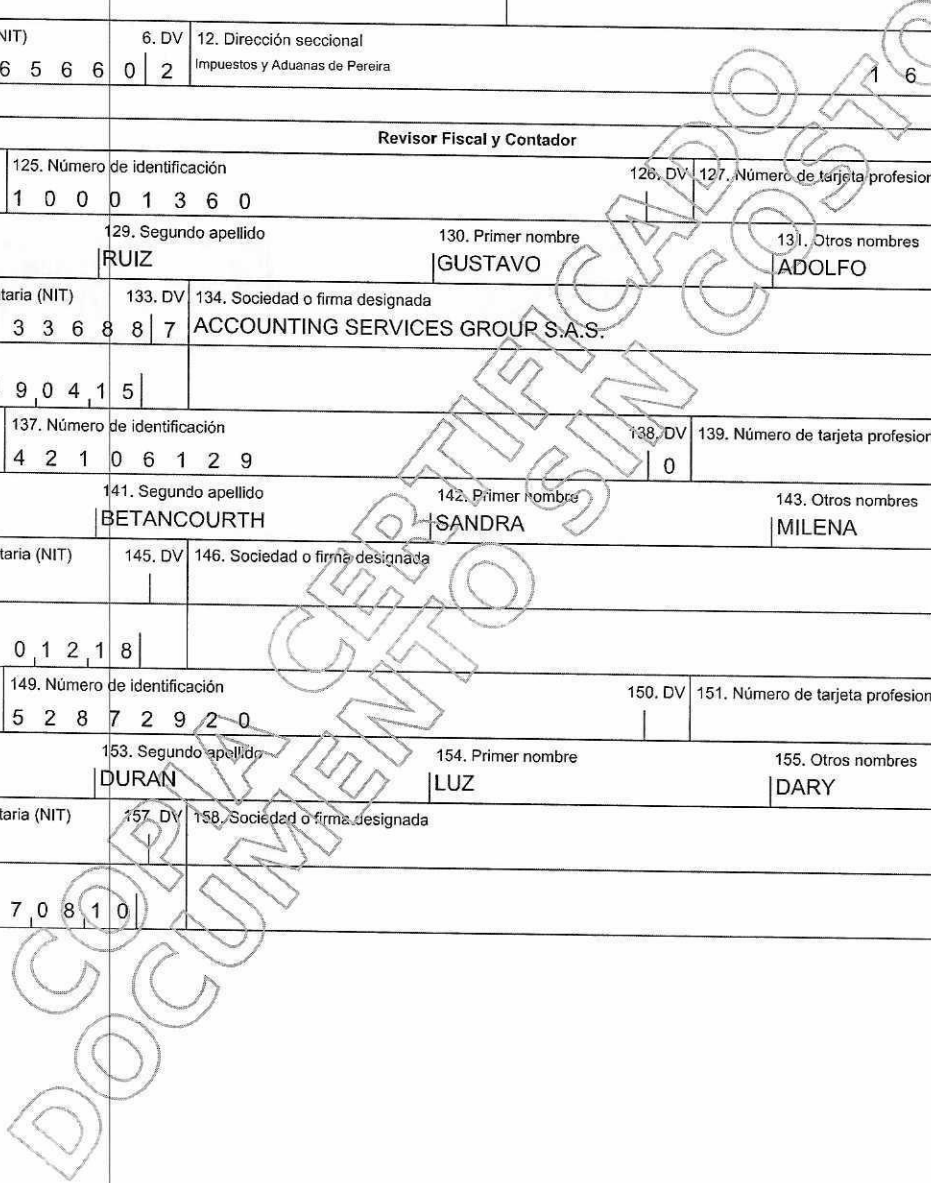 NIT) 6. DV 12. Dirección seccional
6 5 6 6 0 2 Impuestos y Aduanas de Pereira 1 6
Revisor Fiscal y Contador
125. Número de identificación 126. DV 127. Número de tarjeta profesion
1 0 0 0 1 3 6 0
129. Segundo apellido 130. Primer nombre 131. Otros nombres
RUIZ GUSTAVO ADOLFO
taria (NIT) 133. DV 134. Sociedad o firma designada
3 3 6 8 8 7 ACCOUNTING SERVICES GROUP S.A.S.
9 0 4 1 5
137. Número de identificación 138. DV 139. Número de tarjeta profesion
4 2 1 0 6 1 2 9 0
141. Segundo apellido 142. Primer nombre 143. Otros nombres
BETANCOURTH SANDRA MILENA
taria (NIT) 145. DV 146. Sociedad o firma designada
0 1 2 1 8
149. Número de identificación 150. DV 151. Número de tarjeta profesion
5 2 8 7 2 9 2 0
153. Segundo apellido 154. Primer nombre 155. Otros nombres
DURAN LUZ DARY
taria (NIT) 157. DV 158. Sociedad o firma designada
7 0 8 1 0
COPIA CERTIFICADO
DOCUMENTO SIN COSTO